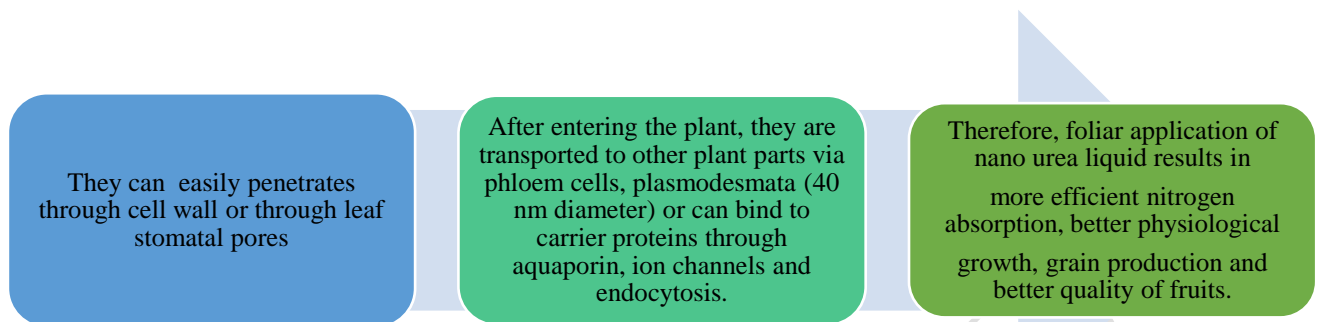 They can  easily penetrates
through cell wall or through leaf
stomatal pores
After entering the plant, they are
transported to other plant parts via
phloem cells, plasmodesmata (40
nm diameter) or can bind to
carrier proteins through
aquaporin, ion channels and
endocytosis.
Therefore, foliar application of
nano urea liquid results in
more efficient nitrogen
absorption, better physiological
growth, grain production and
better quality of fruits.